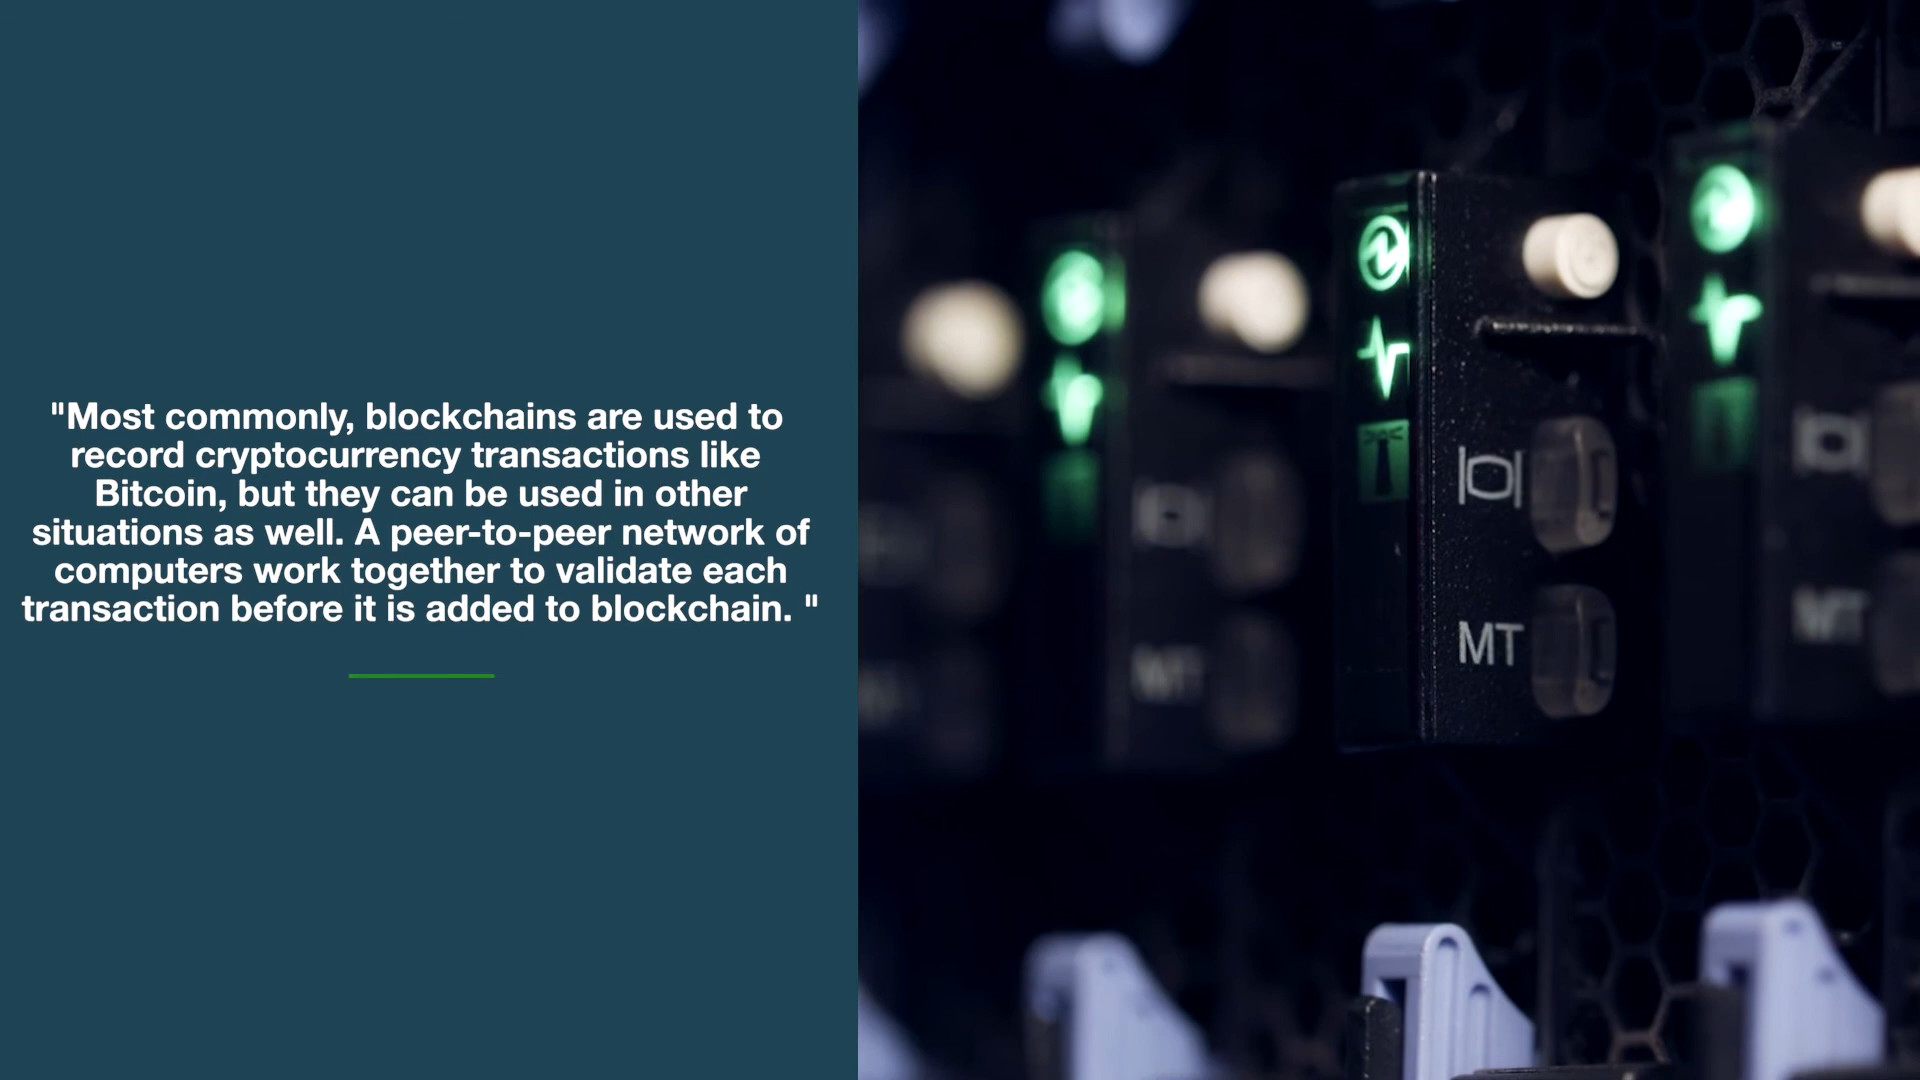 "Most commonly, blockchains are used to
record cryptocurrency transactions like
Bitcoin, but they can be used in other
situations as well. A peer-to-peer network of
computers work together to validate each
transaction before it is added to blockchain. "
MT
MT
MT